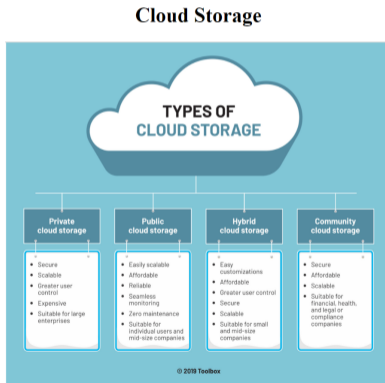 Cloud Storage
TYPES OF
CLOUD STORAGE
Private
cloud storage
Public
cloud storage
Hybrid
cloud storage
Community
cloud storage
• Secure
• Scalable
• Greater user
control
• Expensive
• Suitable for large
enterprises
• Easily scalable
• Affordable
• Reliable
• Seamless
monitoring
• Zero maintenance
• Suitable for
individual users and
mid-size companies
• Easy
customizations
• Affordable
• Greater user control
• Secure
• Scalable
• Suitable for small
and mid-size
companies
• Secure
• Affordable
• Scalable
• Suitable for
financial, health,
and legal or
compliance
companies
© 2019 Toolbox